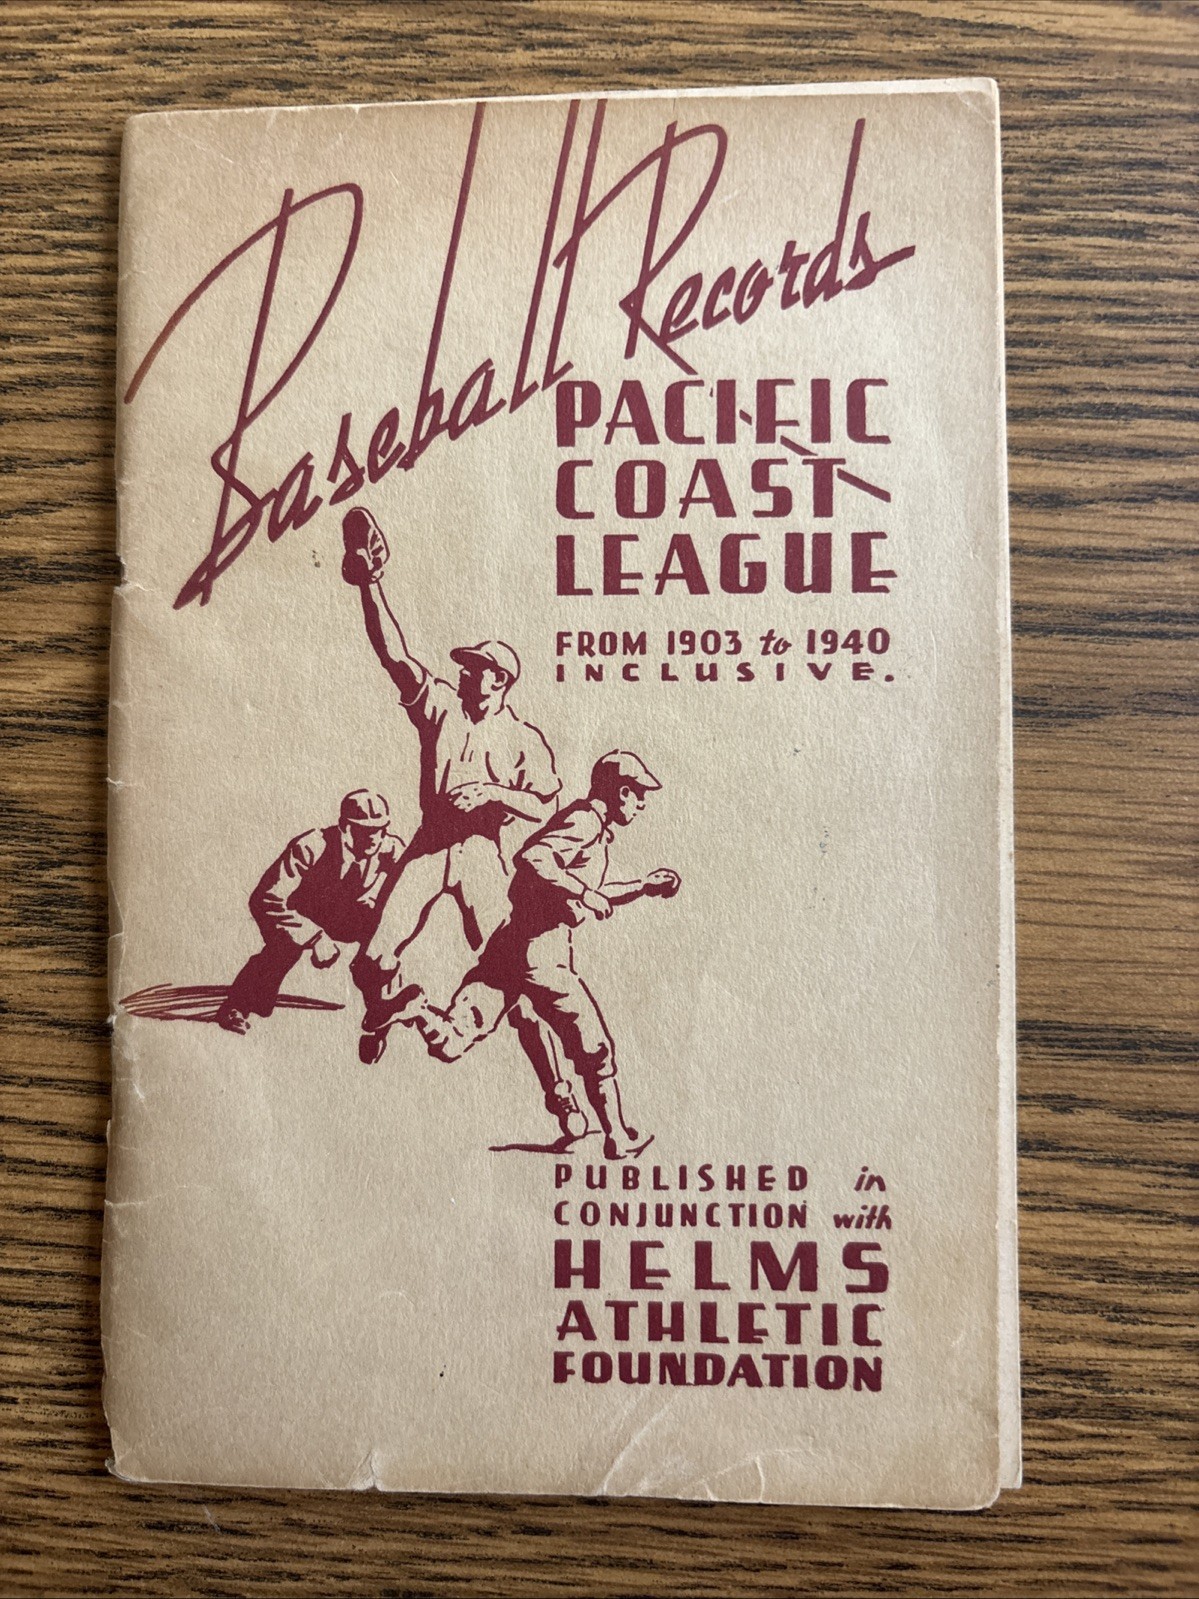 Baseball Records
PACIFIC
COAST
LEAGUE
FROM 1903 to 1940
INCLUSIVE.
PUBLISHED in
CONJUNCTION with
HELMS
ATHLETIC
FOUNDATION